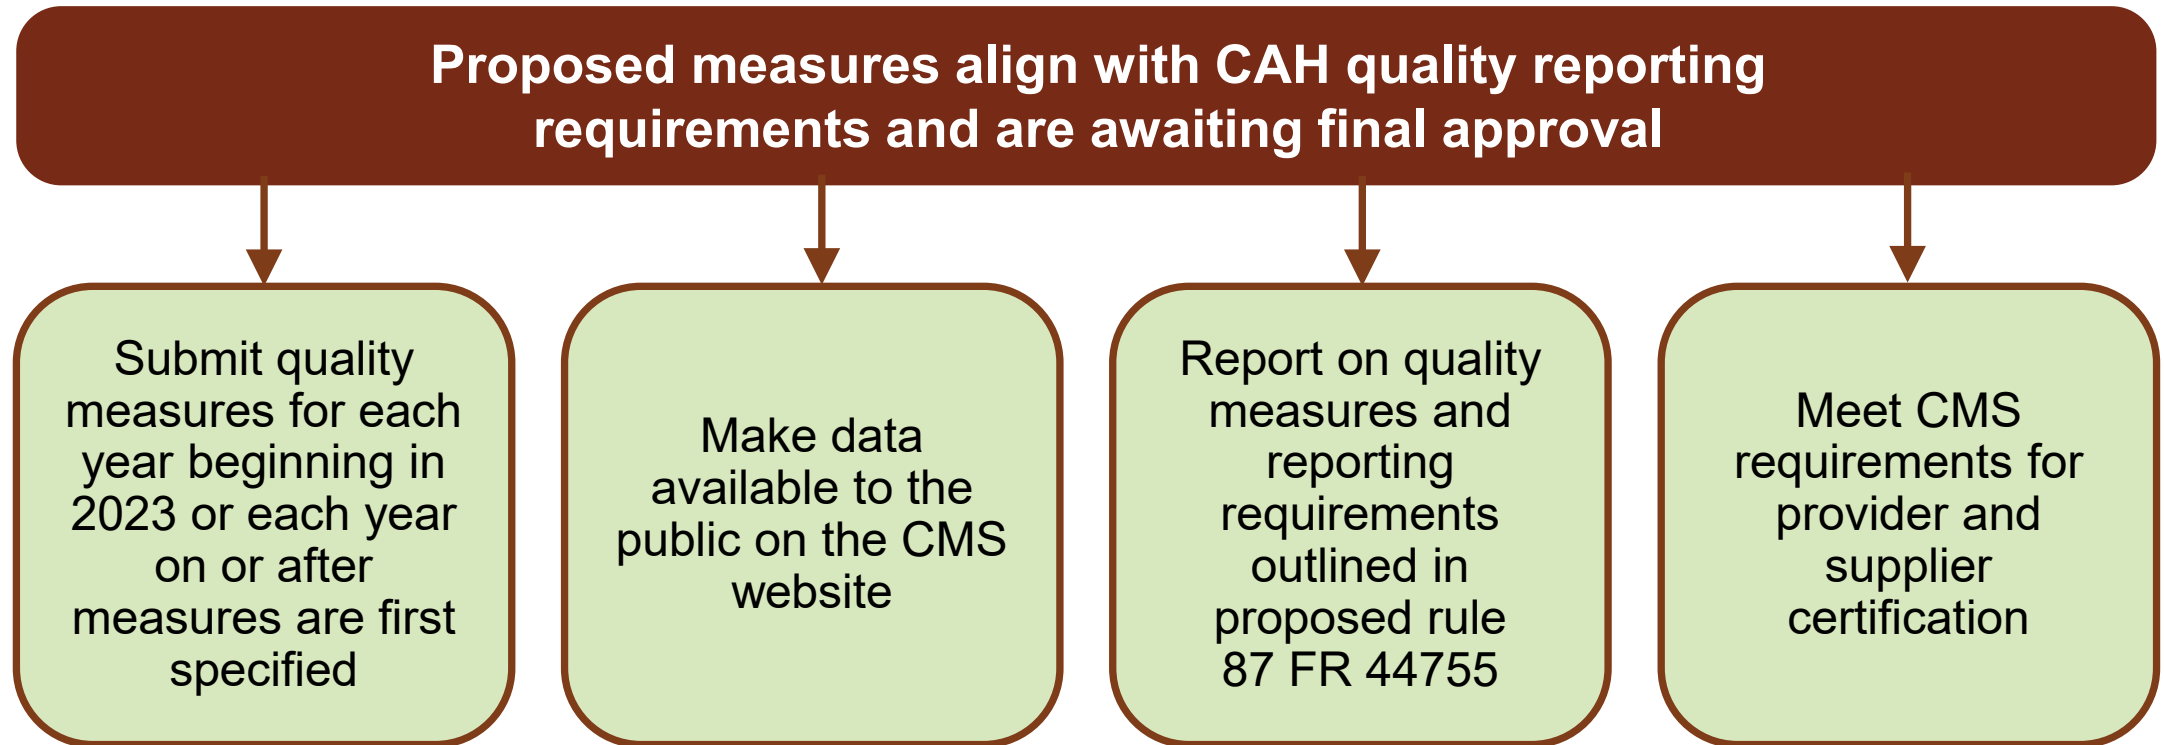 Proposed measures align with CAH quality reporting
requirements and are awaiting final approval
Submit quality
measures for each
year beginning in
2023 or each year
on or after
measures are first
specified
Make data
available to the
public on the CMS
website
Report on quality
measures and
reporting
requirements
outlined in
proposed rule
87 FR 44755
Meet CMS
requirements for
provider and
supplier
certification